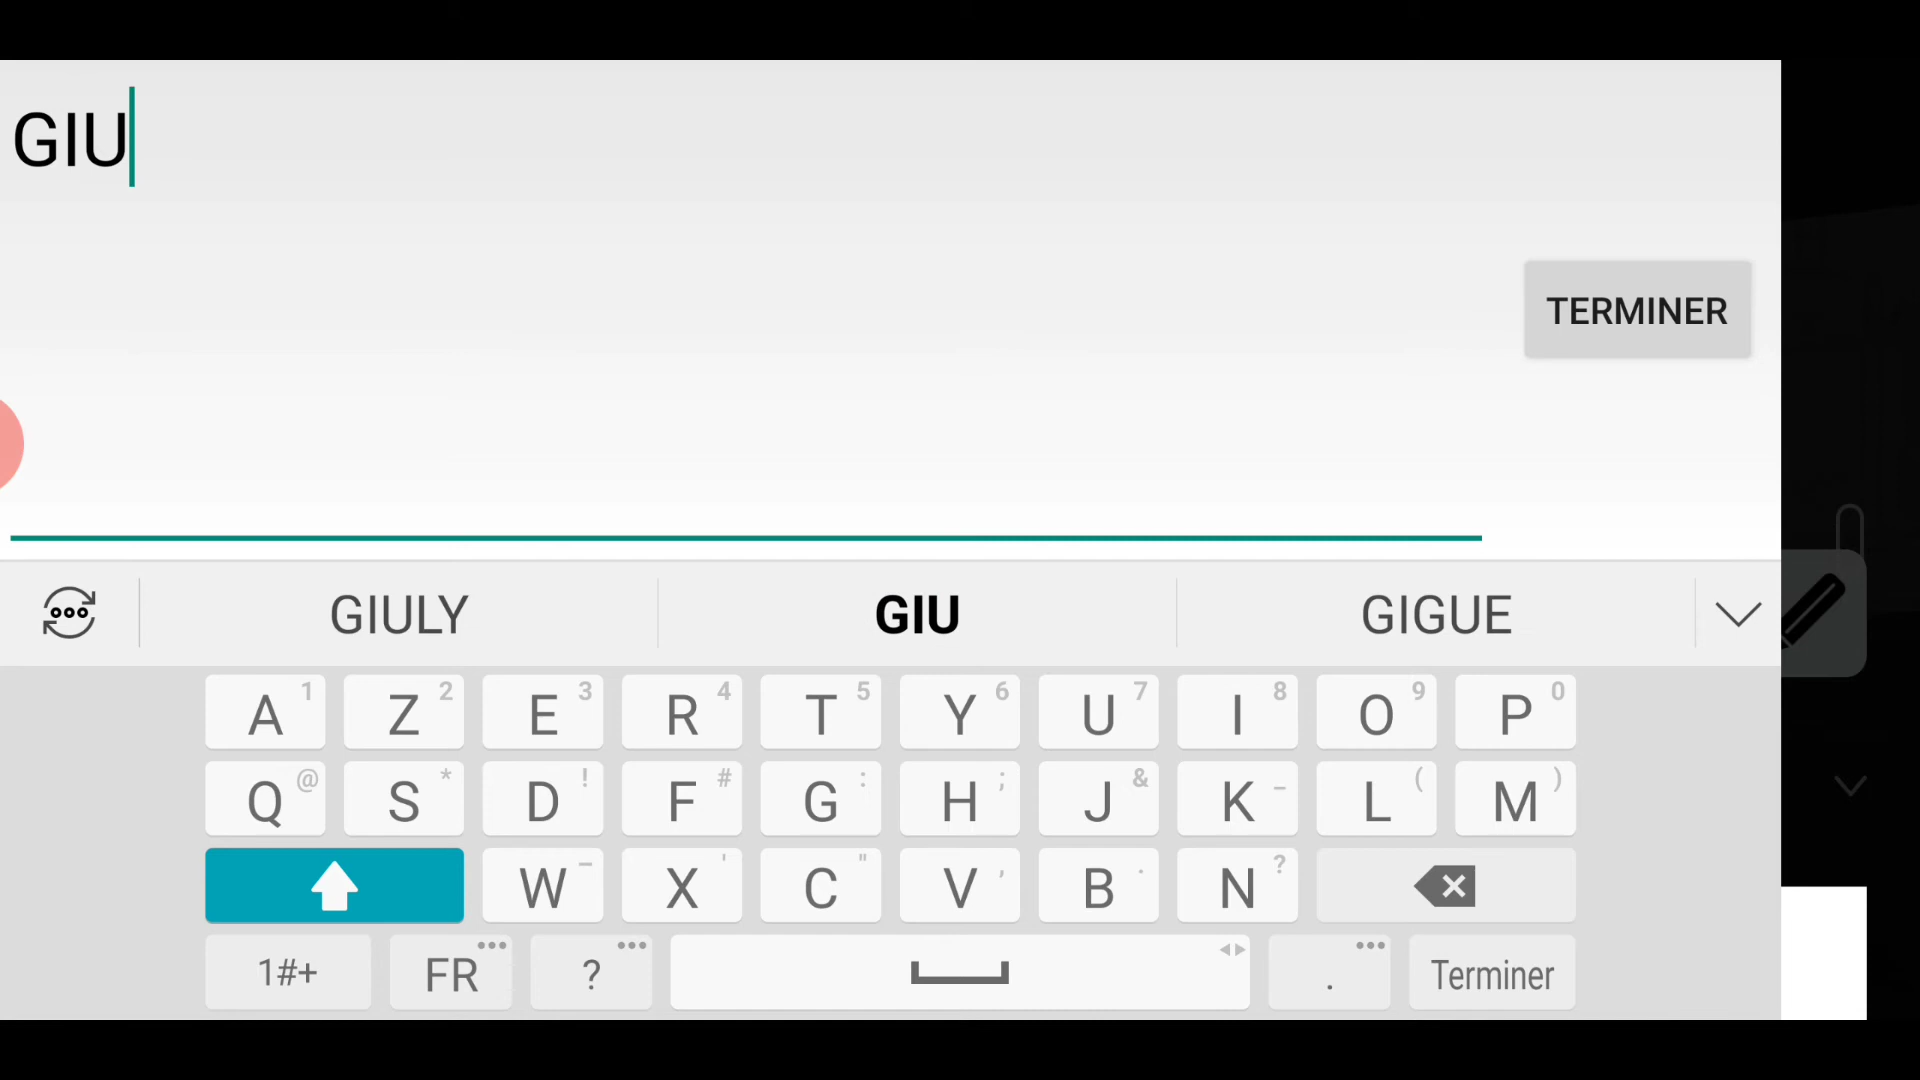 GIU
TERMINER
GIULY GIU GIGUE
A 1 Z 2 E 3 R 4 T 5 Y 6 U 7 I 8 O 9 P 0
Q @ S * D ! F # G : H ; J & K _ L ( M )
W – X ' C " V , B . N ?
1#+ FR ? . Terminer